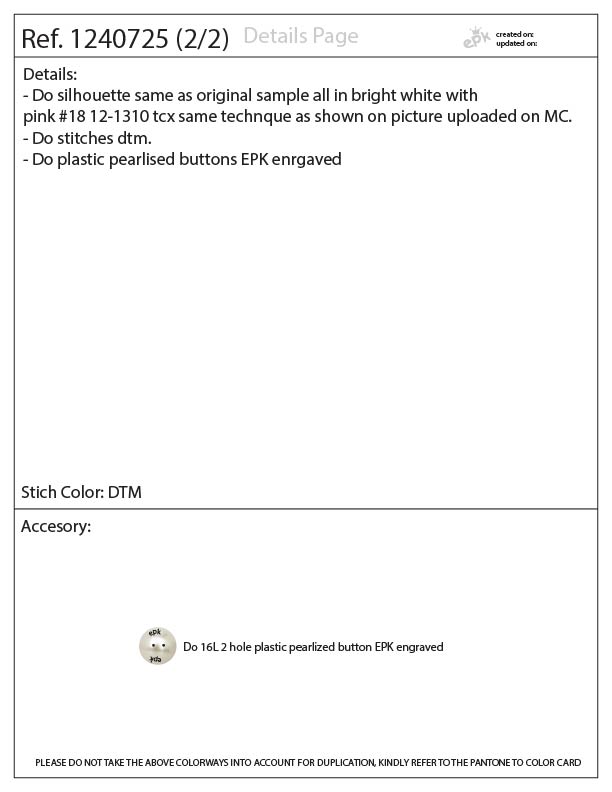 Ref. 1240725 (2/2) Details Page
epk
created on:
updated on:
Details:
- Do silhouette same as original sample all in bright white with
pink #18 12-1310 tcx same technque as shown on picture uploaded on MC.
- Do stitches dtm.
- Do plastic pearlised buttons EPK enrgaved
Stich Color: DTM
Accesory:
epk
epk
Do 16L 2 hole plastic pearlized button EPK engraved
PLEASE DO NOT TAKE THE ABOVE COLORWAYS INTO ACCOUNT FOR DUPLICATION, KINDLY REFER TO THE PANTONE TO COLOR CARD